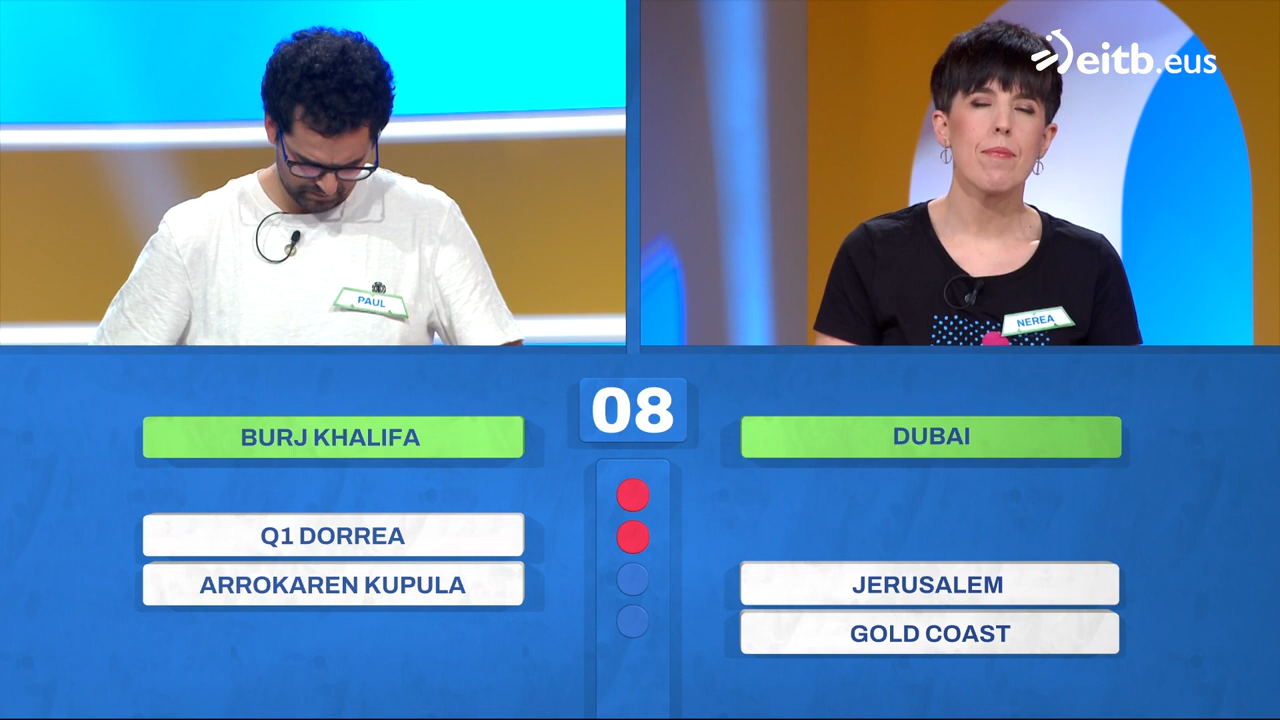 eitb.eus
PAUL
NEREA
08
BURJ KHALIFA
DUBAI
Q1 DORREA
ARROKAREN KUPULA
JERUSALEM
GOLD COAST